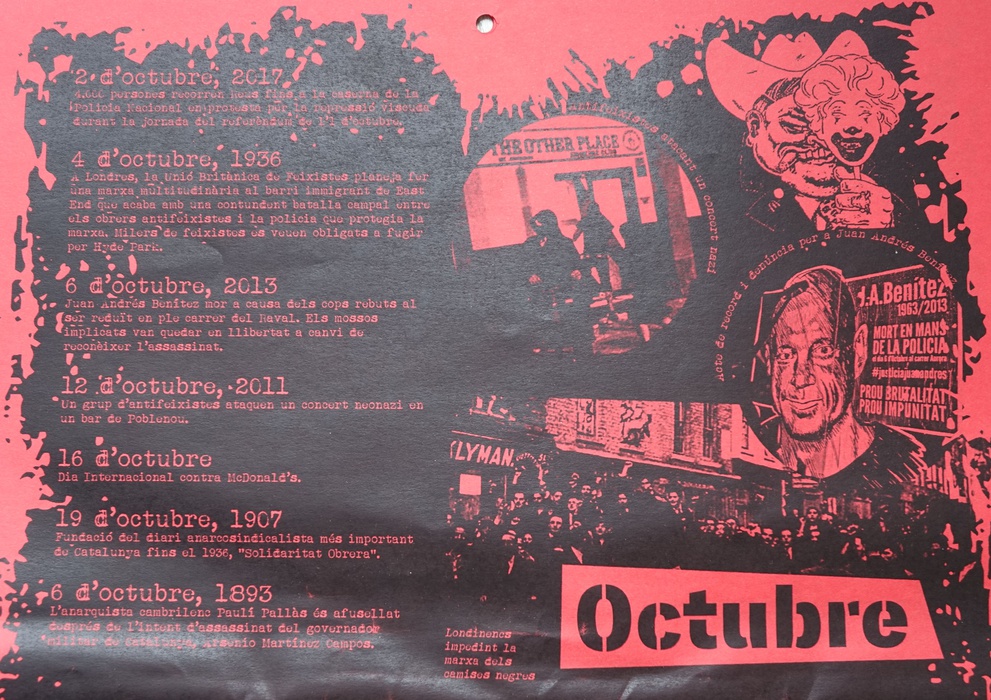 2 d'octubre, 2017
4.000 persones recorren Reus fins a la caserna de la
Policia Nacional en protesta per la repressió viscuda
durant la jornada del referèndum de l'1 d'octubre.
4 d'octubre, 1936
A Londres, la Unió Britànica de Feixistes planeja fer
una marxa multitudinària al barri immigrant de East
End que acaba amb una contundent batalla campal entre
els obrers antifeixistes i la policia que protegia la
marxa. Milers de feixistes es veuen obligats a fugir
per Hyde Park.
6 d'octubre, 2013
Juan Andrés Benítez mor a causa dels cops rebuts al
ser reduït en ple carrer del Raval. Els mossos
implicats van quedar en llibertat a canvi de
reconèixer l'assassinat.
12 d'octubre, 2011
Un grup d'antifeixistes ataquen un concert neonazi en
un bar de Poblenou.
16 d'octubre
Dia Internacional contra McDonald's.
19 d'octubre, 1907
Fundació del diari anarcosindicalista més important
de Catalunya fins el 1936, "Solidaritat Obrera".
6 d'octubre, 1893
L'anarquista cambrilenc Paulí Pallàs és afusellat
després de l'intent d'assassinat del governador
militar de Catalunya, Arsenio Martínez Campos.
Antifeixistes atacant un concert nazi
THE OTHER PLACE
Acte de record i denúncia per a Juan Andrés Benítez
J.A.Benítez
1963/2013
MORT EN MANS
DE LA POLICIA
el dia 6 d'Octubre al carrer Aurora
#justiciajuanandres
PROU BRUTALITAT
PROU IMPUNITAT
LYMAN
Londinencs
impedint la
marxa dels
camises negres
Octubre